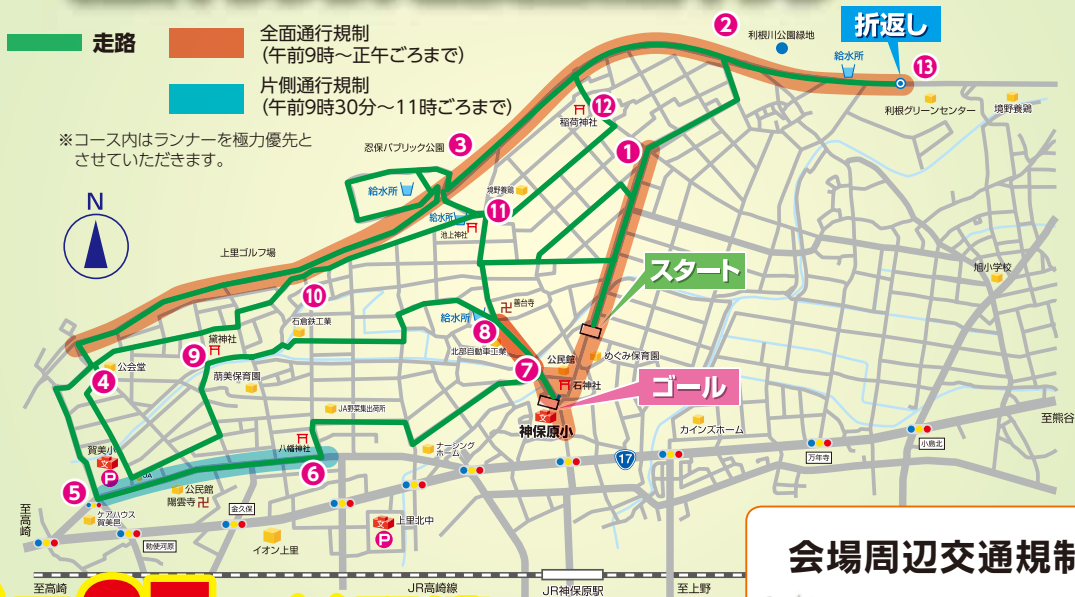 走路
全面通行規制
(午前9時～正午ごろまで)
片側通行規制
(午前9時30分～11時ごろまで)
※コース内はランナーを極力優先と
させていただきます。
N
折返し
スタート
ゴール
1
2
3
4
5
6
7
8
9
10
11
12
13
利根川公園緑地
給水所
利根グリーンセンター
境野養鶏
稲荷神社
忍保パブリック公園
給水所
境野養鶏
給水所
池上神社
上里ゴルフ場
旭小学校
石倉鉄工業
給水所
善台寺
北部自動車工業
黛神社
公会堂
朋美保育園
公民館
めぐみ保育園
石神社
神保原小
JA野菜集出荷所
八幡神社
ナーシング
ホーム
カインズホーム
至熊谷
小島北
万年寺
17
賀美小
文
P
JA
公民館
陽雲寺
ケアハウス
賀美邑
至高崎
勅使河原
金久保
イオン上里
文
上里北中
P
至高崎
JR高崎線
JR神保原駅
至上野
会場周辺交通規制